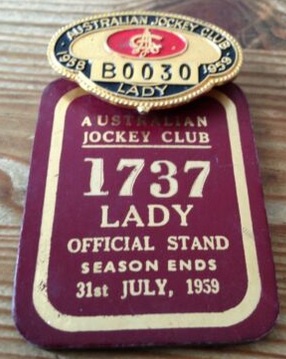 AUSTRALIAN JOCKEY CLUB
AJC
1958 1959
B0030
LADY
AUSTRALIAN
JOCKEY CLUB
1737
LADY
OFFICIAL STAND
SEASON ENDS
31st JULY, 1959